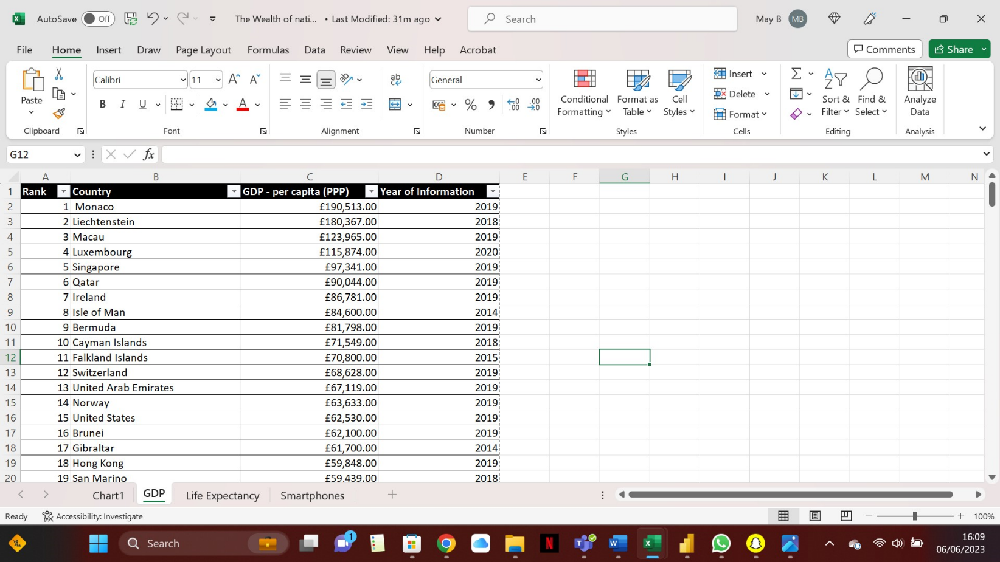 AutoSave Off The Wealth of nati... • Last Modified: 31m ago Search May B MB
File Home Insert Draw Page Layout Formulas Data Review View Help Acrobat Comments Share
Paste Calibri 11 B I U A General Conditional Formatting Format as Table Cell Styles Insert Delete Format Sort & Filter Find & Select Analyze Data
Clipboard Font Alignment Number Styles Cells Editing Analysis
G12 fx
A B C D E F G H I J K L M N
1 Rank Country GDP - per capita (PPP) Year of Information
2 1 Monaco £190,513.00 2019
3 2 Liechtenstein £180,367.00 2018
4 3 Macau £123,965.00 2019
5 4 Luxembourg £115,874.00 2020
6 5 Singapore £97,341.00 2019
7 6 Qatar £90,044.00 2019
8 7 Ireland £86,781.00 2019
9 8 Isle of Man £84,600.00 2014
10 9 Bermuda £81,798.00 2019
11 10 Cayman Islands £71,549.00 2018
12 11 Falkland Islands £70,800.00 2015
13 12 Switzerland £68,628.00 2019
14 13 United Arab Emirates £67,119.00 2019
15 14 Norway £63,633.00 2019
16 15 United States £62,530.00 2019
17 16 Brunei £62,100.00 2019
18 17 Gibraltar £61,700.00 2014
19 18 Hong Kong £59,848.00 2019
20 19 San Marino £59,439.00 2018
Chart1 GDP Life Expectancy Smartphones
Ready Accessibility: Investigate 100%
Search 1 16:09
06/06/2023